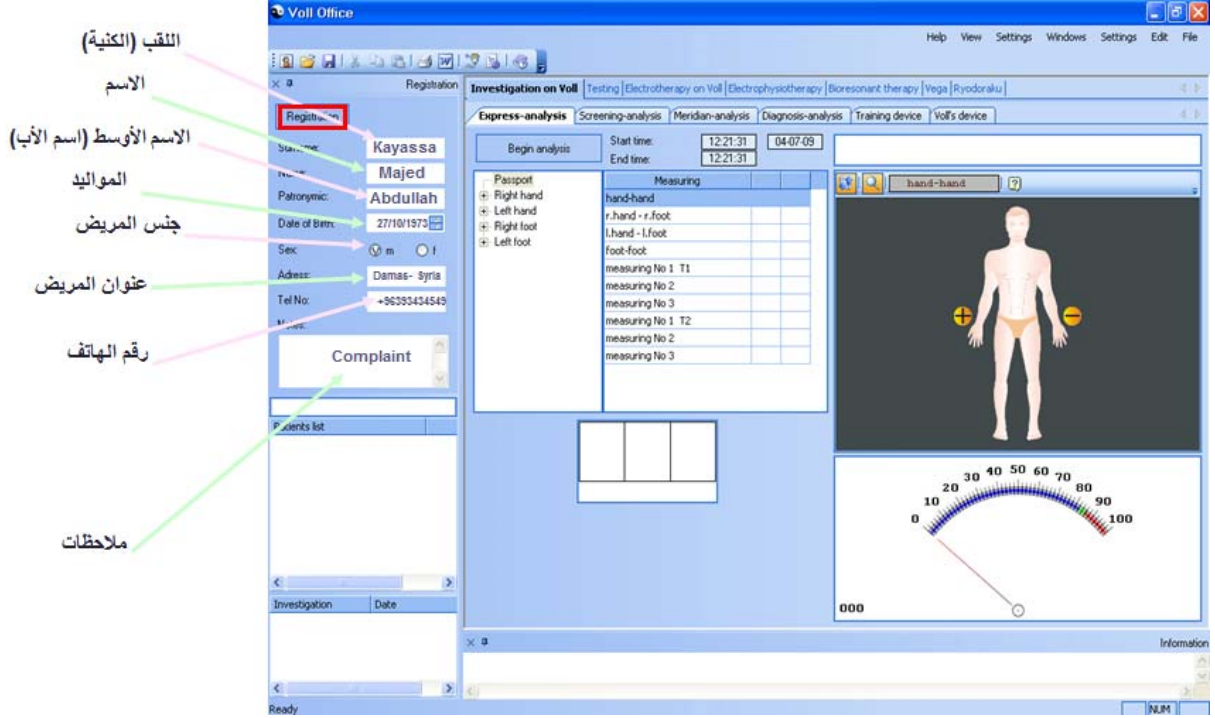 Voll Office
Help View Settings Windows Settings Edit File
Registration
Investigation on Voll Testing Electrotherapy on Voll Electrophysiotherapy Bioresonant therapy Vega Ryodoraku
Express-analysis Screening-analysis Meridian-analysis Diagnosis-analysis Training device Voll's device
اللقب (الكنية)
الاسم
الاسم الأوسط (اسم الأب)
المواليد
جنس المريض
عنوان المريض
رقم الهاتف
ملاحظات
Registration
Surname: Kayassa
Name: Majed
Patronymic: Abdullah
Date of Birth: 27/10/1973
Sex: m f
Adress: Damas- Syria
Tel No: +96393434549
Notes:
Complaint
Patients list
Investigation Date
Begin analysis
Start time: 12:21:31 04-07-09
End time: 12:21:31
Passport
Right hand
Left hand
Right foot
Left foot
Measuring
hand-hand
r.hand - r.foot
l.hand - l.foot
foot-foot
measuring No 1 T1
measuring No 2
measuring No 3
measuring No 1 T2
measuring No 2
measuring No 3
hand-hand
0 10 20 30 40 50 60 70 80 90 100
000
Information
Ready
NUM